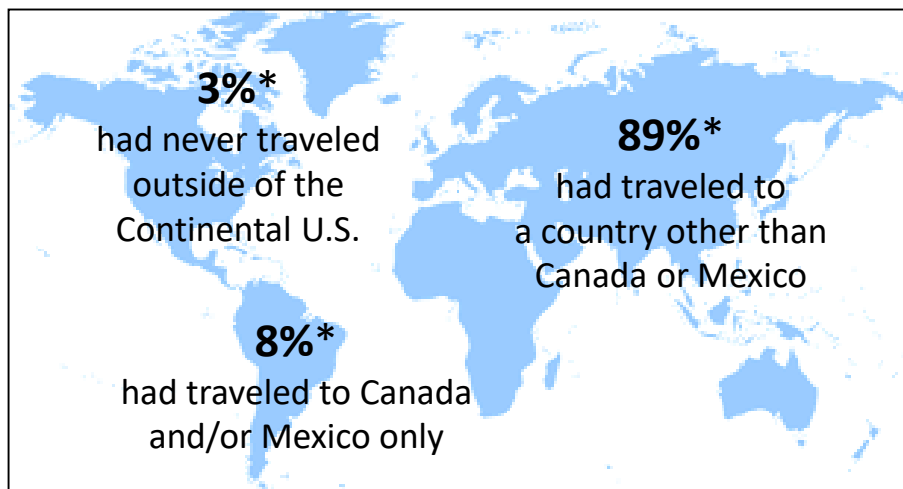 3%*
had never traveled
outside of the
Continental U.S.
89%*
had traveled to
a country other than
Canada or Mexico
8%*
had traveled to Canada
and/or Mexico only